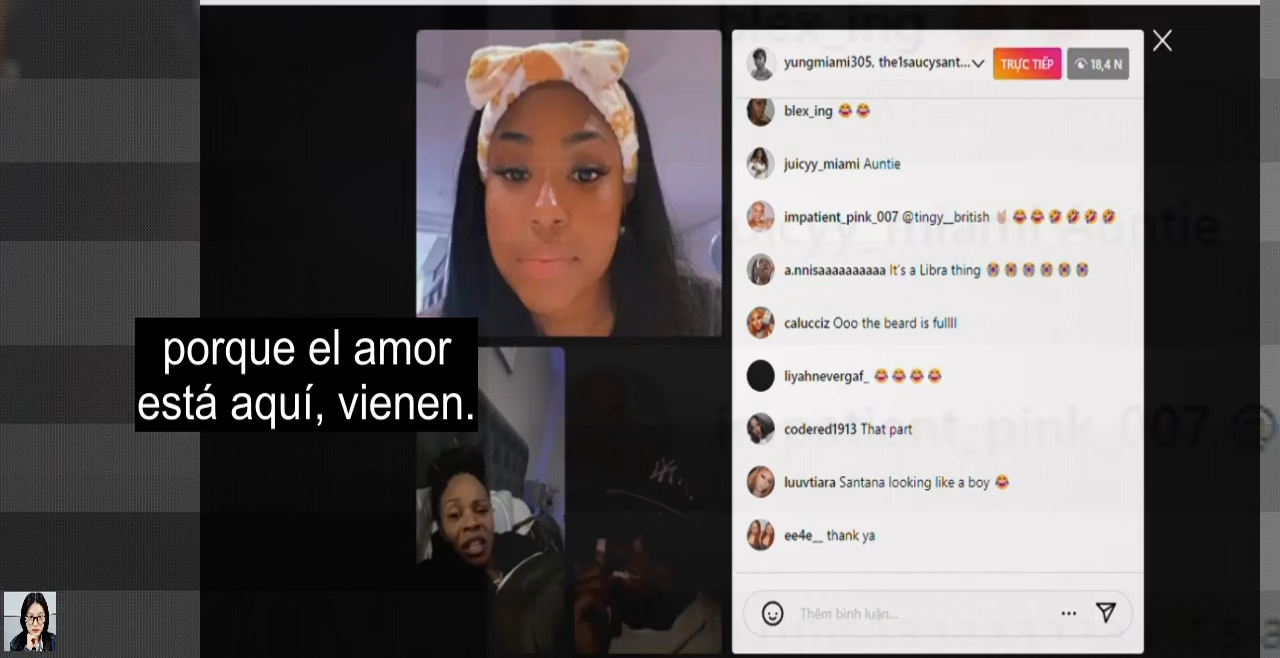 yungmiami305, the1saucysant...
TRỰC TIẾP
18,4 N
blex_ing 😂😂
juicyy_miami Auntie
impatient_pink_007 @tingy__british 🤘🏼😂😂🤣🤣🤣🤣
a.nnisaaaaaaaaaa It's a Libra thing 😭😭😭😭😭😭
calucciz Ooo the beard is fullll
liyahnevergaf_ 😂😂😂😂
codered1913 That part
luuvtiara Santana looking like a boy 😂
ee4e__ thank ya
Thêm bình luận...
porque el amor
está aquí, vienen.